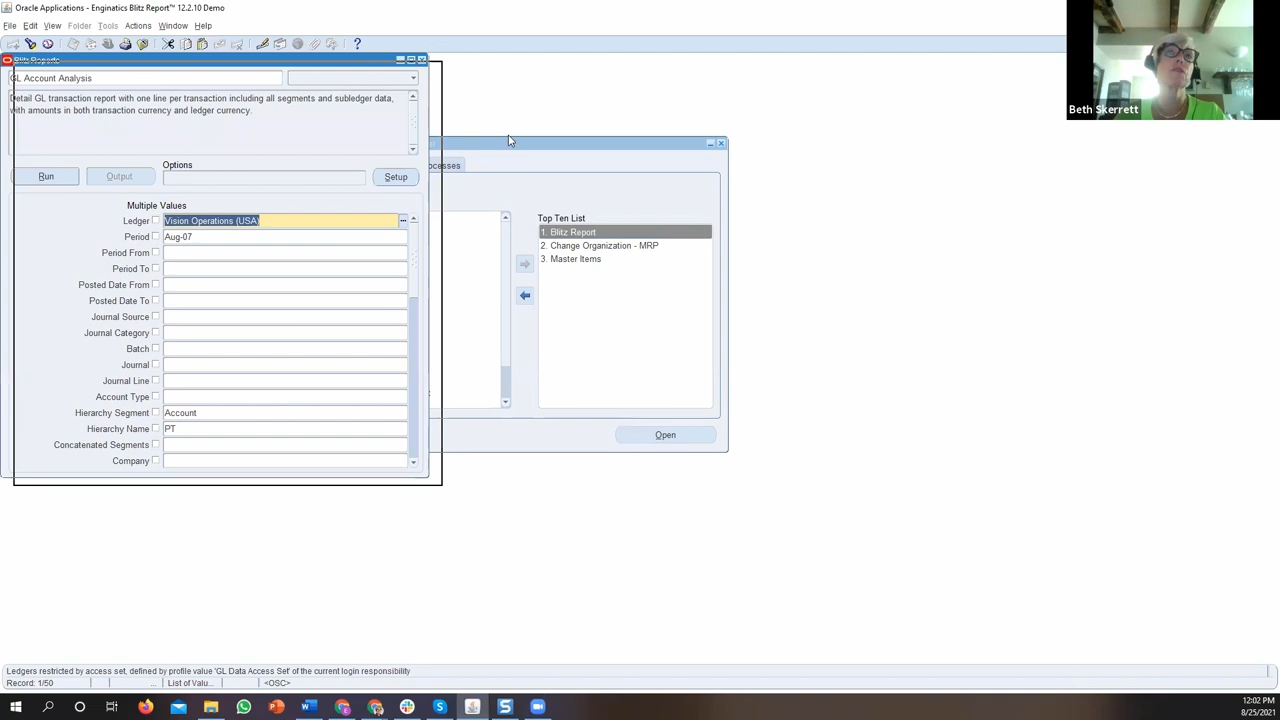 Oracle Applications - Enginatics Blitz Report™ 12.2.10 Demo
File Edit View Folder Tools Actions Window Help
Blitz Reports
GL Account Analysis
Detail GL transaction report with one line per transaction including all segments and subledger data,
with amounts in both transaction currency and ledger currency.
Options
Run Output Setup
Multiple Values
Ledger Vision Operations (USA)
Period Aug-07
Period From
Period To
Posted Date From
Posted Date To
Journal Source
Journal Category
Batch
Journal
Journal Line
Account Type
Hierarchy Segment Account
Hierarchy Name PT
Concatenated Segments
Company
ocesses
Top Ten List
1. Blitz Report
2. Change Organization - MRP
3. Master Items
Open
Beth Skerrett
Ledgers restricted by access set, defined by profile value 'GL Data Access Set' of the current login responsibility
Record: 1/50 ... List of Valu... <OSC>
12:02 PM
8/25/2021